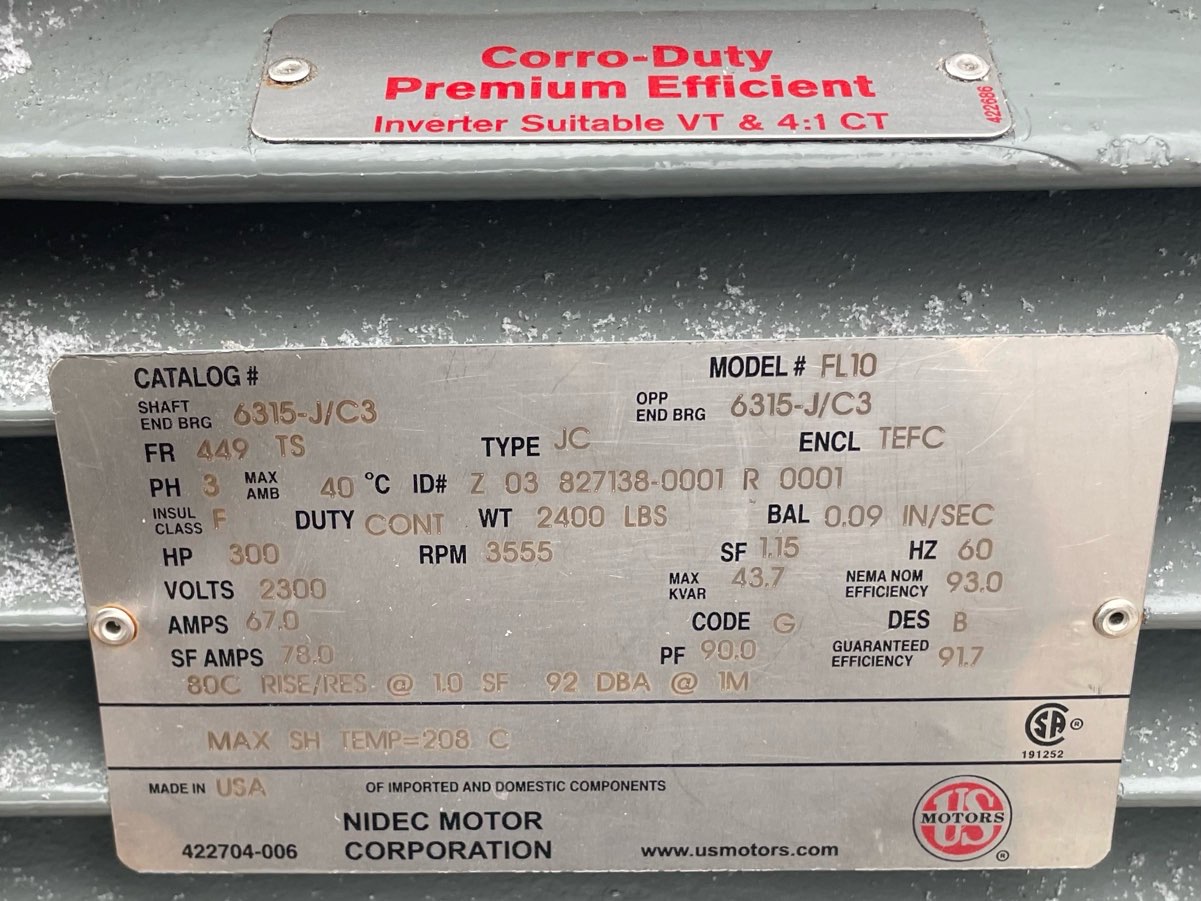 Corro-Duty
Premium Efficient
Inverter Suitable VT & 4:1 CT
422686
CATALOG # MODEL # FL10
SHAFT END BRG 6315-J/C3 OPP END BRG 6315-J/C3
FR 449 TS TYPE JC ENCL TEFC
PH 3 MAX AMB 40 °C ID# Z 03 827138-0001 R 0001
INSUL CLASS F DUTY CONT WT 2400 LBS BAL 0.09 IN/SEC
HP 300 RPM 3555 SF 1.15 HZ 60
VOLTS 2300 MAX KVAR 43.7 NEMA NOM EFFICIENCY 93.0
AMPS 67.0 CODE G DES B
SF AMPS 78.0 PF 90.0 GUARANTEED EFFICIENCY 91.7
80C RISE/RES @ 1.0 SF 92 DBA @ 1M
MAX SH TEMP=208 C
SA ®
191252
MADE IN USA OF IMPORTED AND DOMESTIC COMPONENTS
NIDEC MOTOR
422704-006 CORPORATION www.usmotors.com
US MOTORS ®